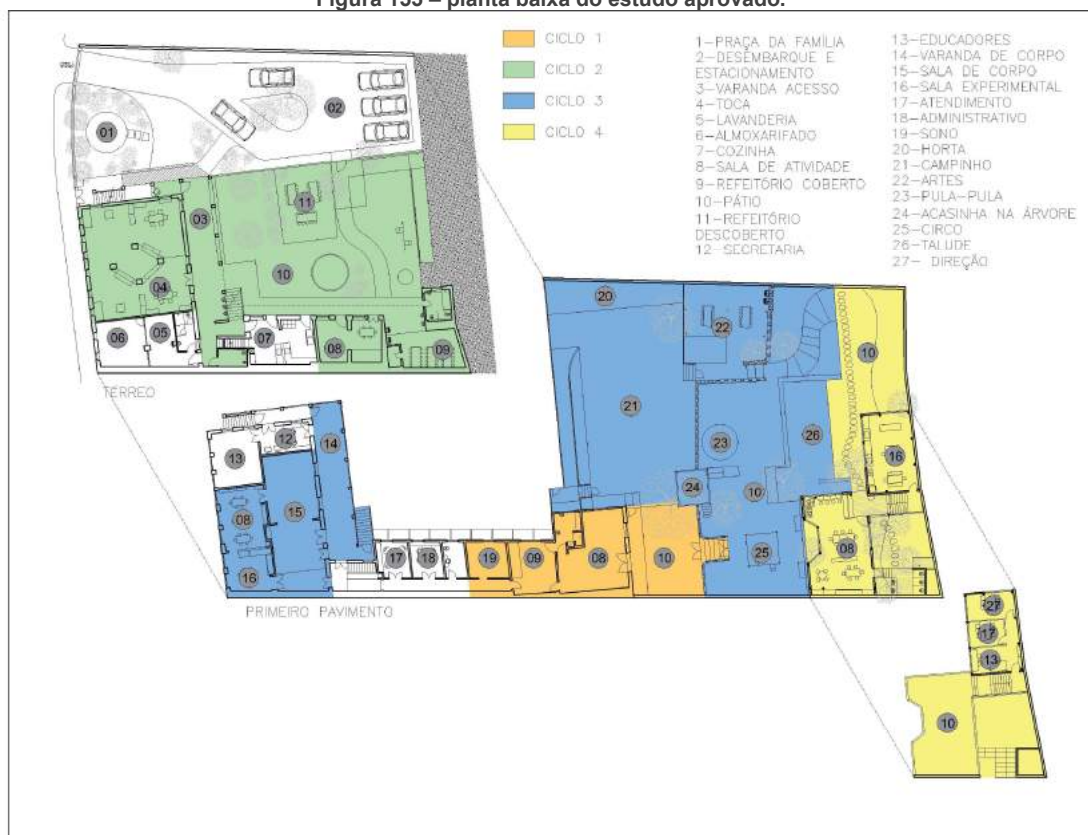 Figura 153 – planta baixa do estudo aprovado.
CICLO 1
CICLO 2
CICLO 3
CICLO 4
1–PRAÇA DA FAMÍLIA
2–DESEMBARQUE E
ESTACIONAMENTO
3–VARANDA ACESSO
4–TOCA
5–LAVANDERIA
6–ALMOXARIFADO
7–COZINHA
8–SALA DE ATIVIDADE
9–REFEITÓRIO COBERTO
10–PÁTIO
11–REFEITÓRIO
DESCOBERTO
12–SECRETARIA
13–EDUCADORES
14–VARANDA DE CORPO
15–SALA DE CORPO
16–SALA EXPERIMENTAL
17–ATENDIMENTO
18–ADMINISTRATIVO
19–SONO
20–HORTA
21–CAMPINHO
22–ARTES
23–PULA-PULA
24–ACASINHA NA ÁRVORE
25–CIRCO
26–TALUDE
27– DIREÇÃO
02
01
03
11
10
04
06
05
07
08
09
TÉRREO
20
22
10
21
26
16
23
24
10
12
14
13
08
15
16
17
18
19
09
08
10
25
08
PRIMEIRO PAVIMENTO
27
17
13
10